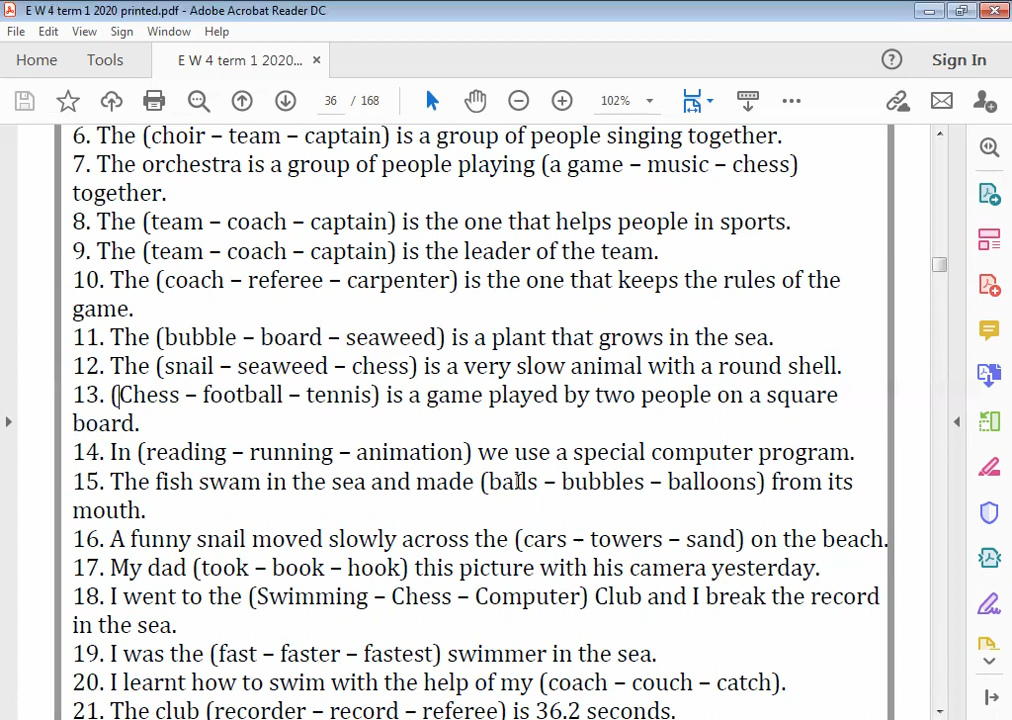 E W 4 term 1 2020 printed.pdf - Adobe Acrobat Reader DC
File Edit View Sign Window Help
Home Tools E W 4 term 1 2020... × Sign In
36 / 168 102%
6. The (choir – team – captain) is a group of people singing together.
7. The orchestra is a group of people playing (a game – music – chess)
together.
8. The (team – coach – captain) is the one that helps people in sports.
9. The (team – coach – captain) is the leader of the team.
10. The (coach – referee – carpenter) is the one that keeps the rules of the
game.
11. The (bubble – board – seaweed) is a plant that grows in the sea.
12. The (snail – seaweed – chess) is a very slow animal with a round shell.
13. (Chess – football – tennis) is a game played by two people on a square
board.
14. In (reading – running – animation) we use a special computer program.
15. The fish swam in the sea and made (balls – bubbles – balloons) from its
mouth.
16. A funny snail moved slowly across the (cars – towers – sand) on the beach.
17. My dad (took – book – hook) this picture with his camera yesterday.
18. I went to the (Swimming – Chess – Computer) Club and I break the record
in the sea.
19. I was the (fast – faster – fastest) swimmer in the sea.
20. I learnt how to swim with the help of my (coach – couch – catch).
21. The club (recorder – record – referee) is 36.2 seconds.